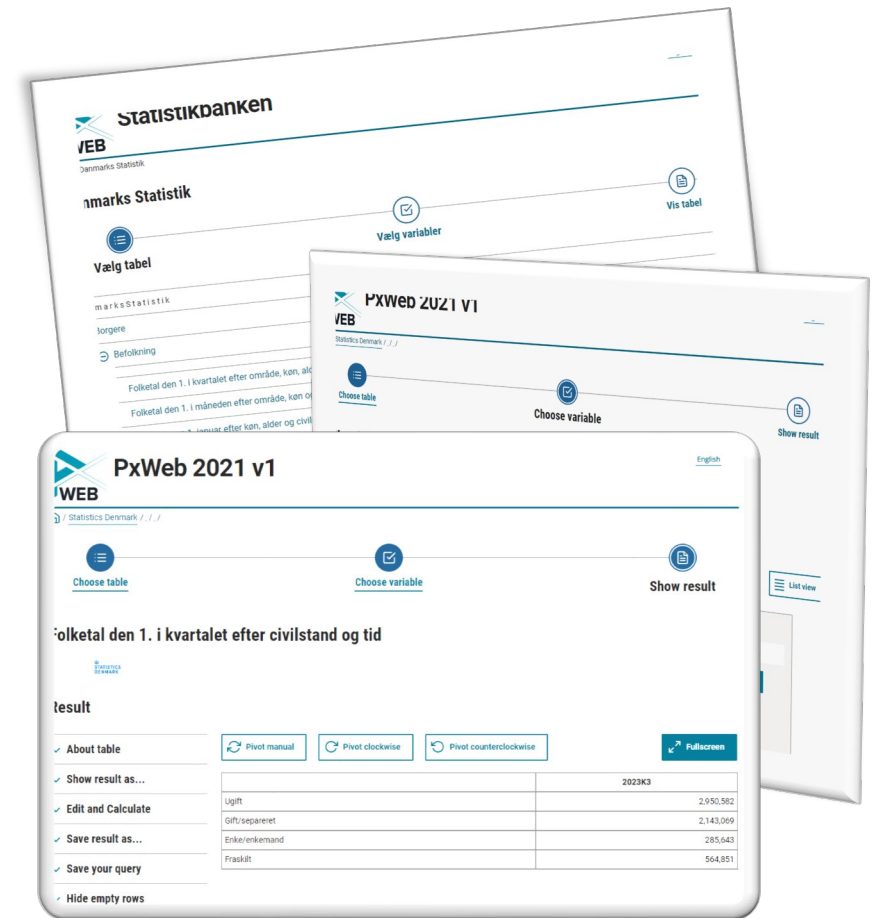 Statistikbanken
WEB
Danmarks Statistik
nmarks Statistik
Vælg tabel
Vælg variabler
Vis tabel
marksStatistik
Borgere
Befolkning
Folketal den 1. i kvartalet efter område, køn,
Folketal den 1. i måneden efter område, køn
januar efter køn, alder og
PxWeb 2021 v1
WEB
Statistics Denmark / . / . /
Choose table
Choose variable
Show result
List view
PxWeb 2021 v1
WEB
English
/ Statistics Denmark / . / . /
Choose table
Choose variable
Show result
Folketal den 1. i kvartalet efter civilstand og tid
STATISTICS
DENMARK
Result
About table
Show result as...
Edit and Calculate
Save result as...
Save your query
Hide empty rows
Pivot manual
Pivot clockwise
Pivot counterclockwise
Fullscreen
2023K3
Ugift 2,950,582
Gift/separeret 2,143,069
Enke/enkemand 285,643
Fraskilt 564,851